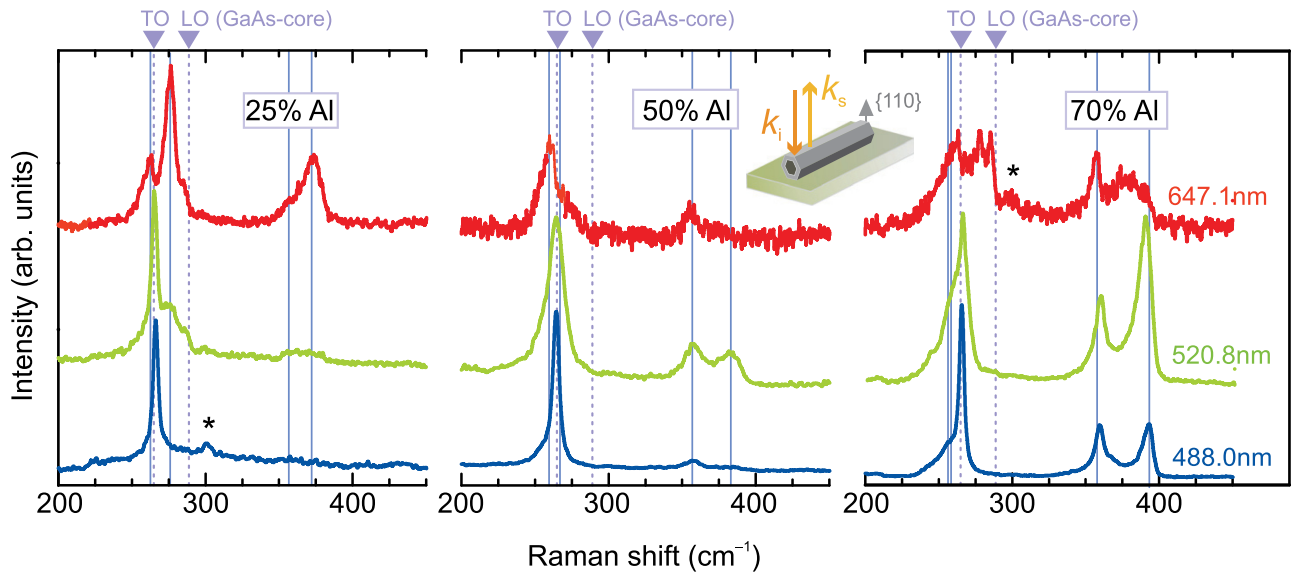 TO LO (GaAs-core) TO LO (GaAs-core) TO LO (GaAs-core)
25% Al 50% Al 70% Al
kᵢ kₛ {110}
* *
647.1nm
520.8nm
*
488.0nm
200 300 400 200 300 400 200 300 400
Intensity (arb. units)
Raman shift (cm⁻¹)